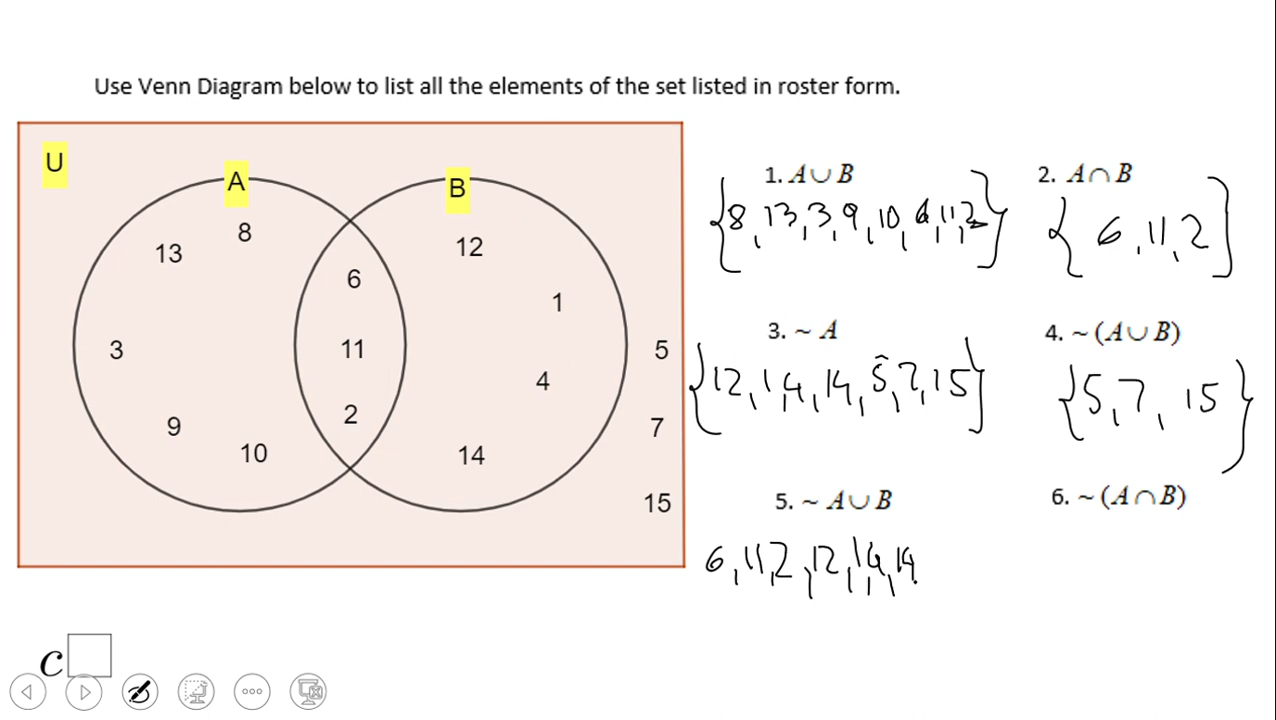 Use Venn Diagram below to list all the elements of the set listed in roster form.
U
A
B
13
8
12
6
1
3
11
5
4
2
9
7
10
14
15
1. A∪B
{8,13,3,9,10,6,11,2}
2. A∩B
{6,11,2}
3. ~ A
{12,1,4,14,5,7,15}
4. ~ (A∪B)
{5,7, 15}
5. ~ A∪B
6,11,2,12,1,4,14
6. ~ (A∩B)
c